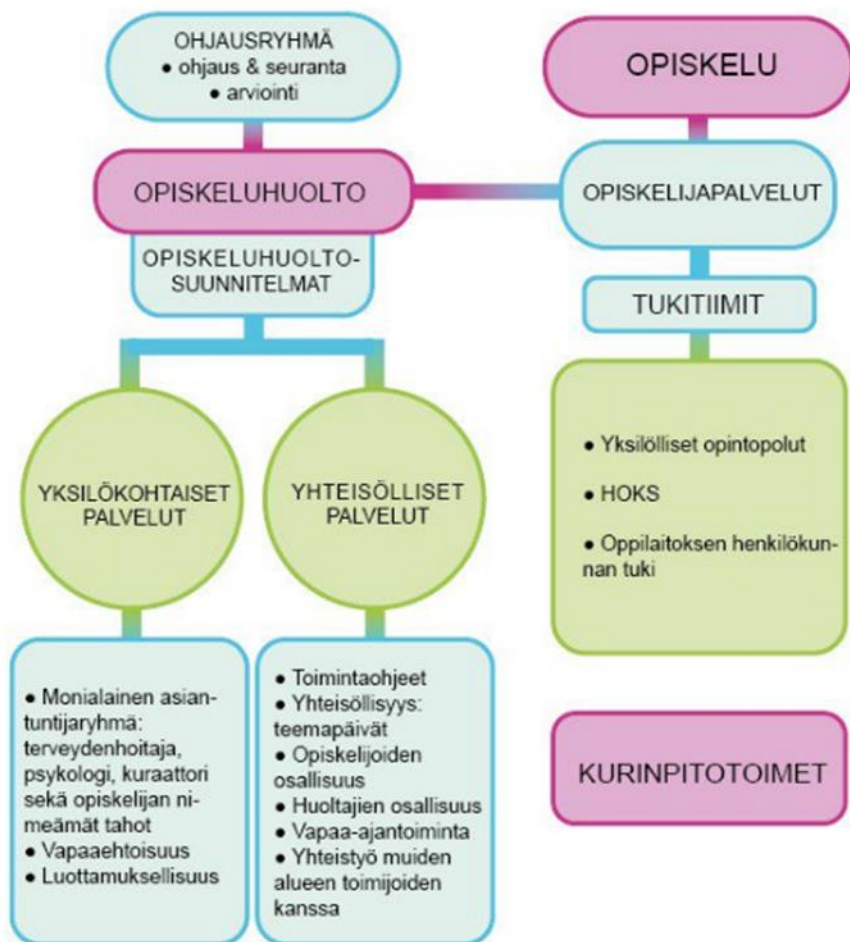 OHJAUSRYHMÄ
● ohjaus & seuranta
● arviointi
OPISKELU
OPISKELUHUOLTO
OPISKELIJAPALVELUT
OPISKELUHUOLTO-
SUUNNITELMAT
TUKITIIMIT
YKSILÖKOHTAISET
PALVELUT
YHTEISÖLLISET
PALVELUT
● Yksilölliset opintopolut
● HOKS
● Oppilaitoksen henkilökun-
nan tuki
● Monialainen asian-
tuntijaryhmä:
terveydenhoitaja,
psykologi, kuraattori
sekä opiskelijan ni-
meämät tahot
● Vapaaehtoisuus
● Luottamuksellisuus
● Toimintaohjeet
● Yhteisöllisyys:
teemapäivät
● Opiskelijoiden
osallisuus
● Huoltajien osallisuus
● Vapaa-ajantoiminta
● Yhteistyö muiden
alueen toimijoiden
kanssa
KURINPITOTOIMET